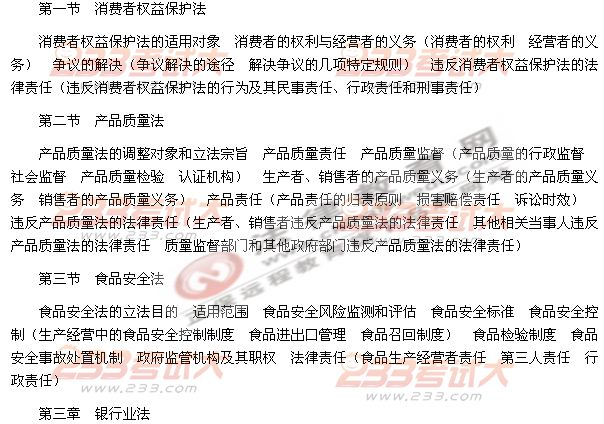 第一节　消费者权益保护法
消费者权益保护法的适用对象　消费者的权利与经营者的义务（消费者的权利　经营者的义
务）　争议的解决（争议解决的途径　解决争议的几项特定规则）　违反消费者权益保护法的法
律责任（违反消费者权益保护法的行为及其民事责任、行政责任和刑事责任）
第二节　产品质量法
产品质量法的调整对象和立法宗旨　产品质量责任　产品质量监督（产品质量的行政监督
社会监督　产品质量检验　认证机构）　生产者、销售者的产品质量义务（生产者的产品质量义
务　销售者的产品质量义务）　产品责任（产品责任的归责原则　损害赔偿责任　诉讼时效）
违反产品质量法的法律责任（生产者、销售者违反产品质量法的法律责任　其他相关当事人违反
产品质量法的法律责任　质量监督部门和其他政府部门违反产品质量法的法律责任）
第三节　食品安全法
食品安全法的立法目的　适用范围　食品安全风险监测和评估　食品安全标准　食品安全控
制（生产经营中的食品安全控制制度　食品进出口管理　食品召回制度）　食品检验制度　食品
安全事故处置机制　政府监管机构及其职权　法律责任（食品生产经营者责任　第三人责任　行
政责任）
第三章　银行业法
233考试大
www.233.com